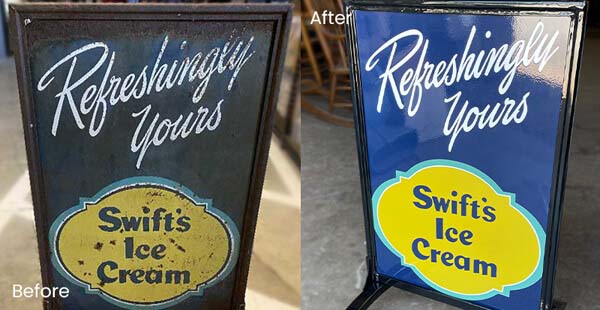 Refreshingly
Yours
Swift's
Ice
Cream
Before
After
Refreshingly
Yours
Swift's
Ice
Cream